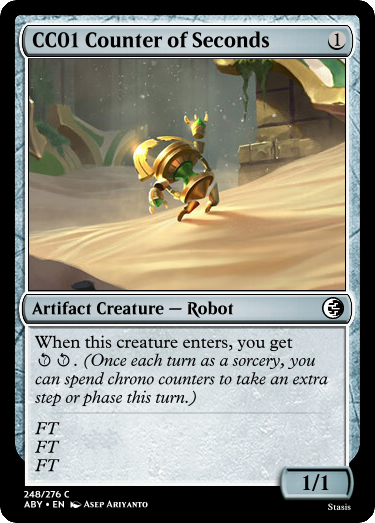 CC01 Counter of Seconds 1
Artifact Creature — Robot
When this creature enters, you get
. (Once each turn as a sorcery, you
can spend chrono counters to take an extra
step or phase this turn.)
FT
FT
FT
1/1
248/276 C
ABY • EN Asep Ariyanto
Stasis